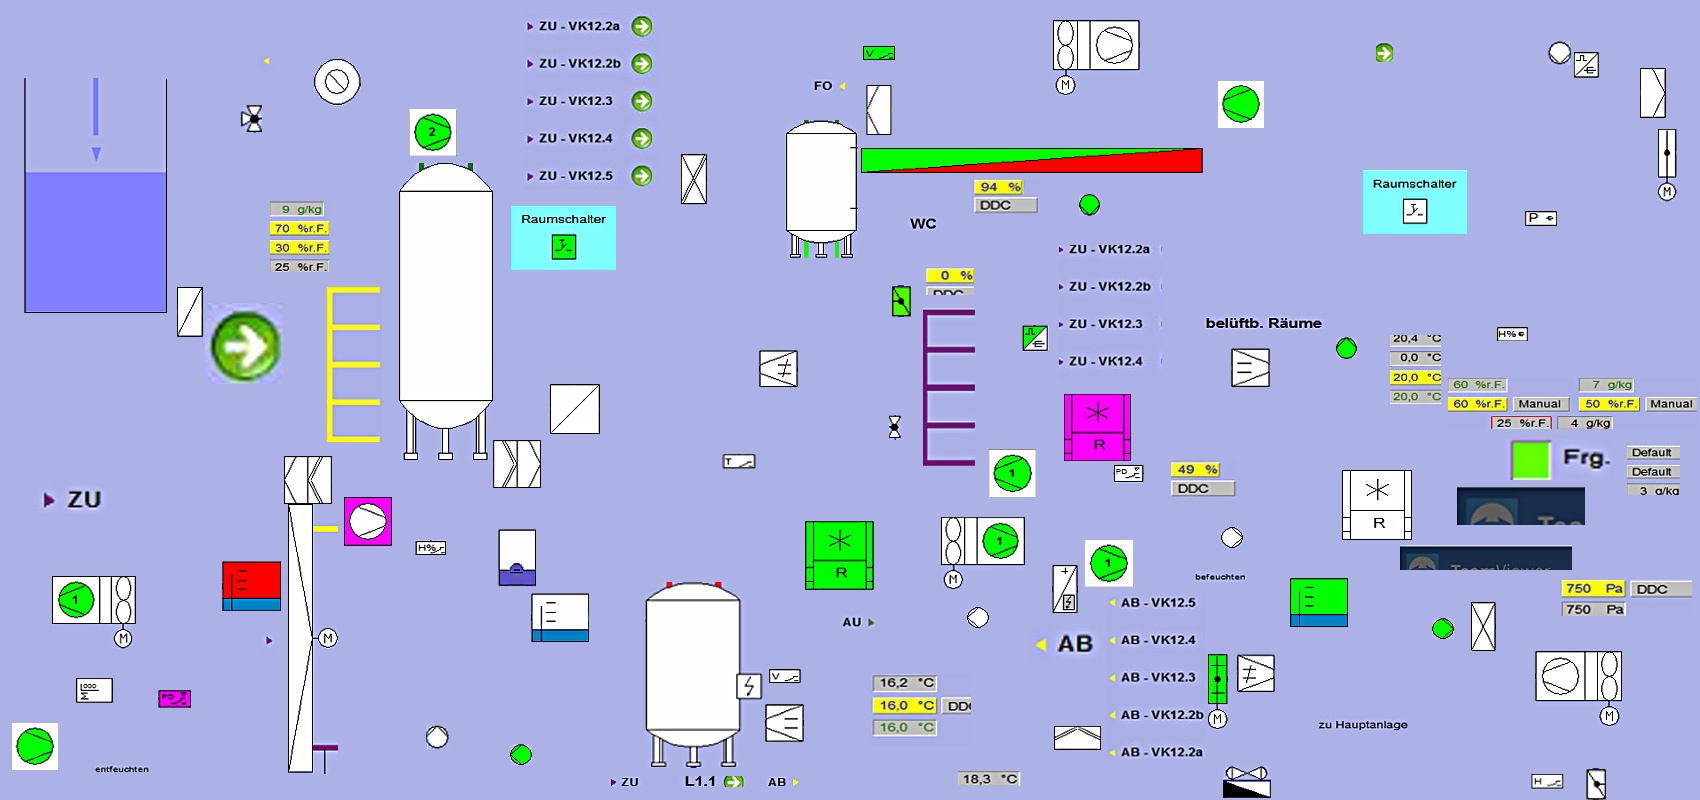 ZU - VK12.2a
ZU - VK12.2b
ZU - VK12.3
ZU - VK12.4
ZU - VK12.5
Raumschalter
2
9 g/kg
70 %r.F.
30 %r.F.
25 %r.F.
ZU
1
M
entfeuchten
M
H%
T
FO
V
M
94 %
DDC
WC
0 %
DDC
ZU - VK12.2a
ZU - VK12.2b
ZU - VK12.3
ZU - VK12.4
belüftb. Räume
R
PD
1
49 %
DDC
Raumschalter
M
P
H%
20,4 °C
0,0 °C
20,0 °C
20,0 °C
60 %r.F.
7 g/kg
60 %r.F.
Manual
50 %r.F.
Manual
25 %r.F.
4 g/kg
Frg.
Default
Default
3 g/kg
R
TeamViewer
750 Pa
DDC
750 Pa
R
1
M
1
befeuchten
AU
AB
AB - VK12.5
AB - VK12.4
AB - VK12.3
AB - VK12.2b
AB - VK12.2a
M
16,2 °C
16,0 °C
16,0 °C
18,3 °C
V
PD
ZU
L1.1
AB
zu Hauptanlage
M
H